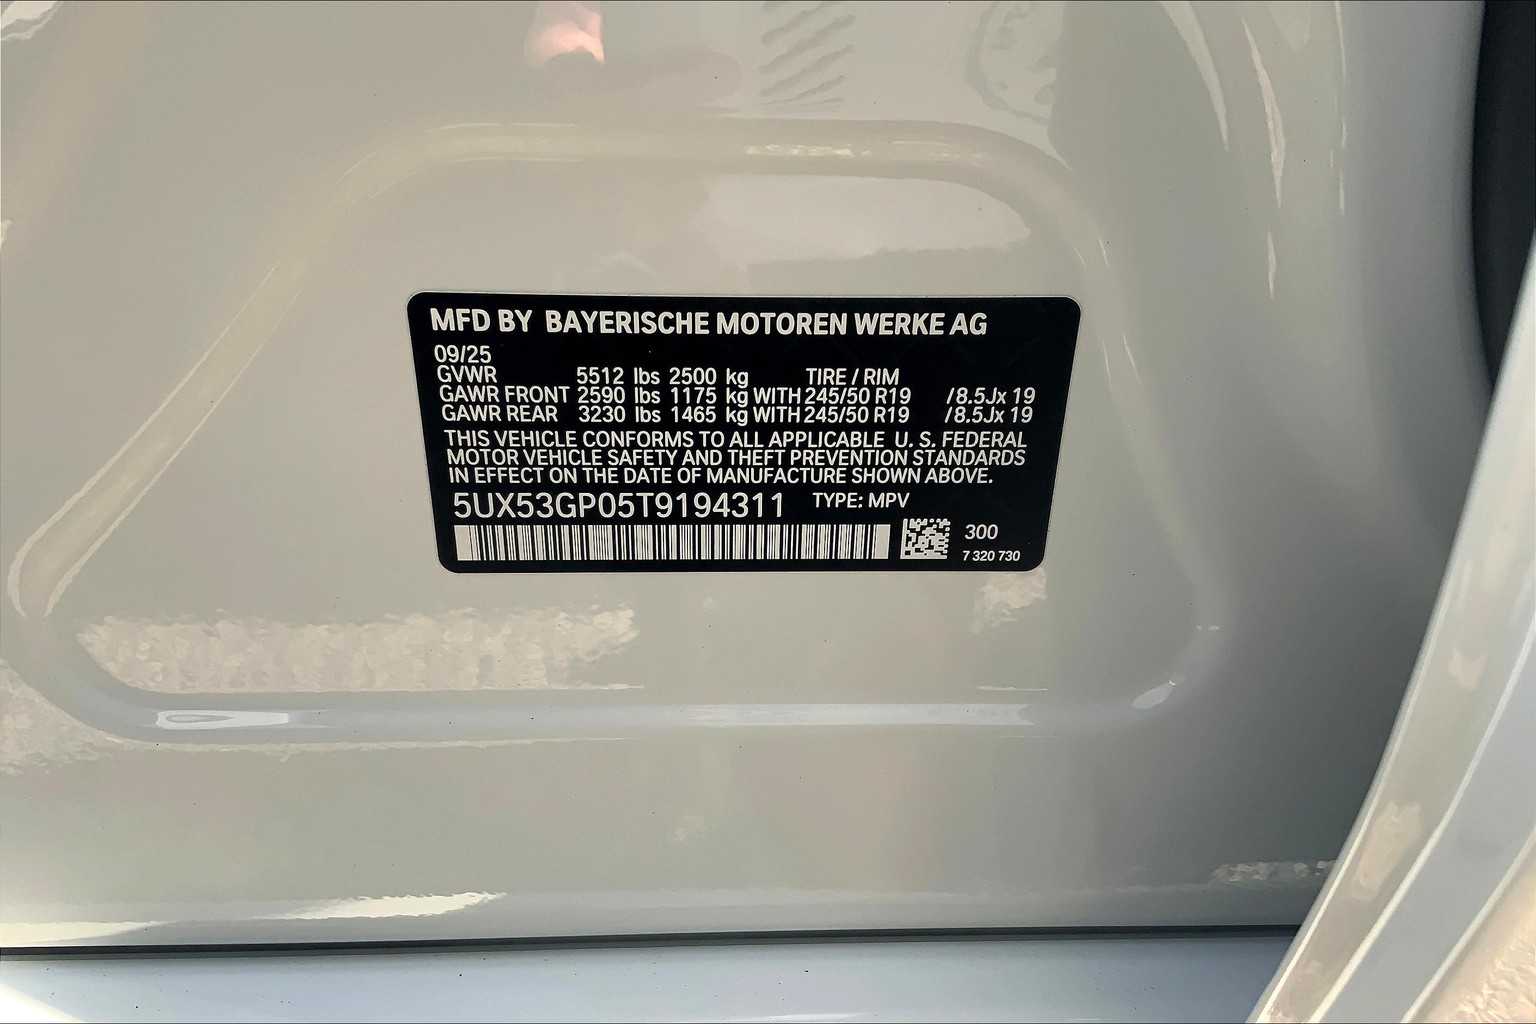 MFD BY BAYERISCHE MOTOREN WERKE AG
09/25
GVWR 5512 lbs 2500 kg TIRE / RIM
GAWR FRONT 2590 lbs 1175 kg WITH 245/50 R19 /8.5Jx 19
GAWR REAR 3230 lbs 1465 kg WITH 245/50 R19 /8.5Jx 19
THIS VEHICLE CONFORMS TO ALL APPLICABLE U. S. FEDERAL
MOTOR VEHICLE SAFETY AND THEFT PREVENTION STANDARDS
IN EFFECT ON THE DATE OF MANUFACTURE SHOWN ABOVE.
5UX53GP05T9194311 TYPE: MPV
300
7 320 730